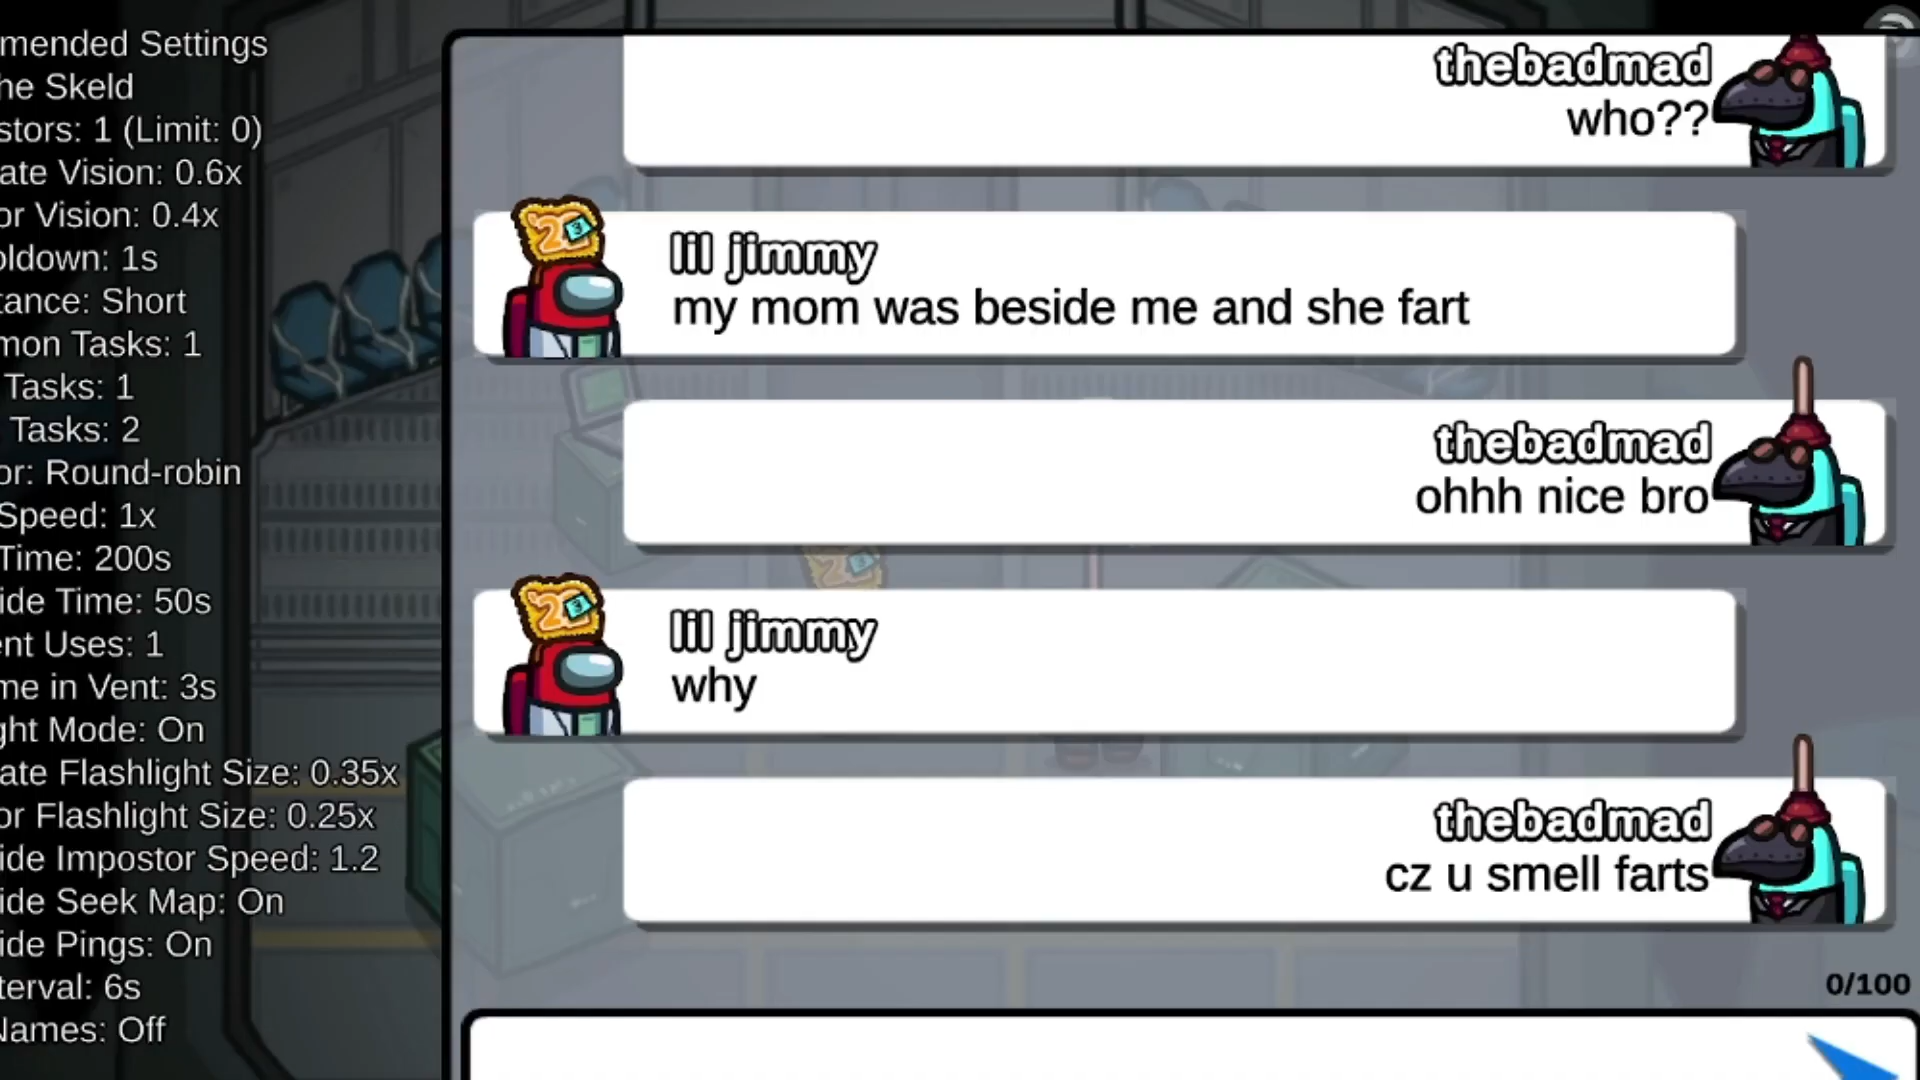 mended Settings
he Skeld
stors: 1 (Limit: 0)
ate Vision: 0.6x
or Vision: 0.4x
oldown: 1s
tance: Short
mon Tasks: 1
Tasks: 1
Tasks: 2
or: Round-robin
Speed: 1x
Time: 200s
ide Time: 50s
ent Uses: 1
me in Vent: 3s
ght Mode: On
ate Flashlight Size: 0.35x
or Flashlight Size: 0.25x
ide Impostor Speed: 1.2
ide Seek Map: On
ide Pings: On
terval: 6s
Names: Off
thebadmad
who??
lil jimmy
my mom was beside me and she fart
thebadmad
ohhh nice bro
lil jimmy
why
thebadmad
cz u smell farts
0/100